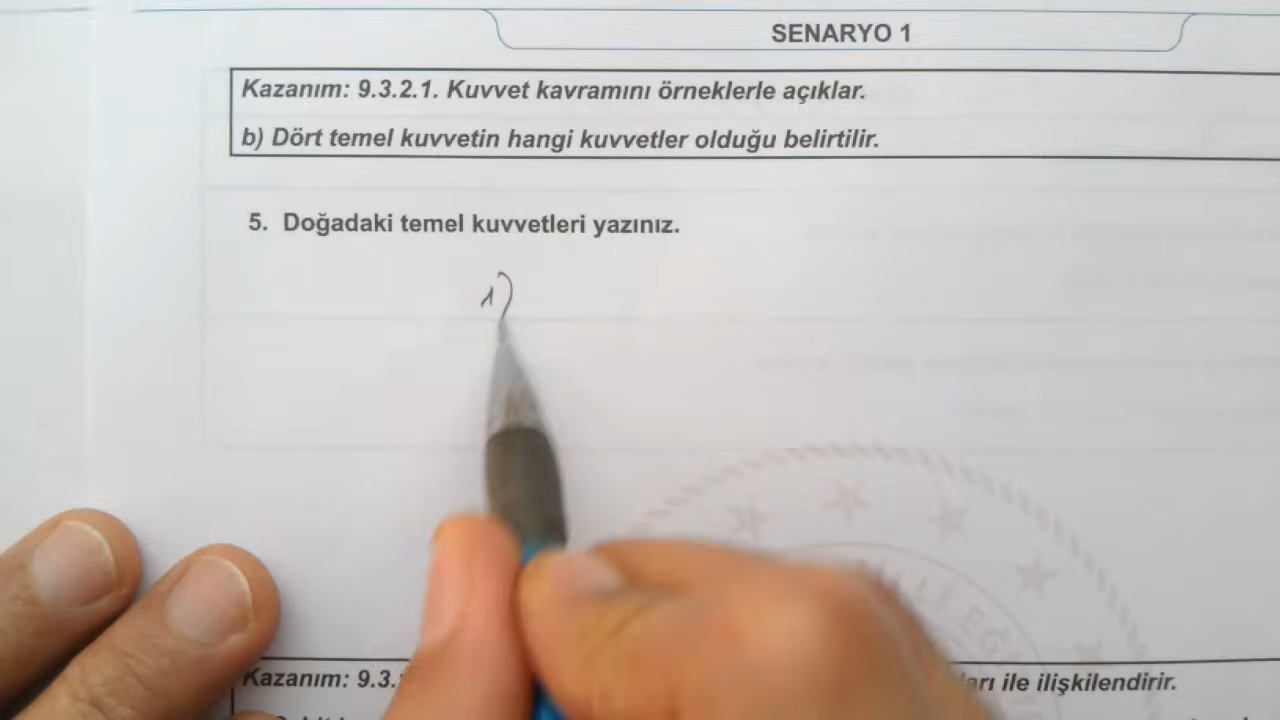 SENARYO 1
Kazanım: 9.3.2.1. Kuvvet kavramını örneklerle açıklar.
b) Dört temel kuvvetin hangi kuvvetler olduğu belirtilir.
5. Doğadaki temel kuvvetleri yazınız.
1)
Kazanım: 9.3. ile ilişkilendirir.